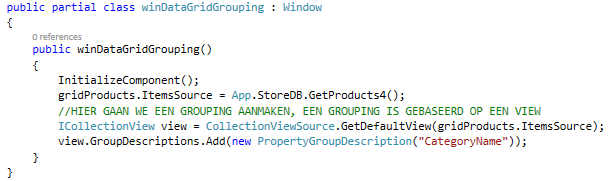 public partial class winDataGridGrouping : Window
{
0 references
public winDataGridGrouping()
{
InitializeComponent();
gridProducts.ItemsSource = App.StoreDB.GetProducts4();
//HIER GAAN WE EEN GROUPING AANMAKEN, EEN GROUPING IS GEBASEERD OP EEN VIEW
ICollectionView view = CollectionViewSource.GetDefaultView(gridProducts.ItemsSource);
view.GroupDescriptions.Add(new PropertyGroupDescription("CategoryName"));
}
}